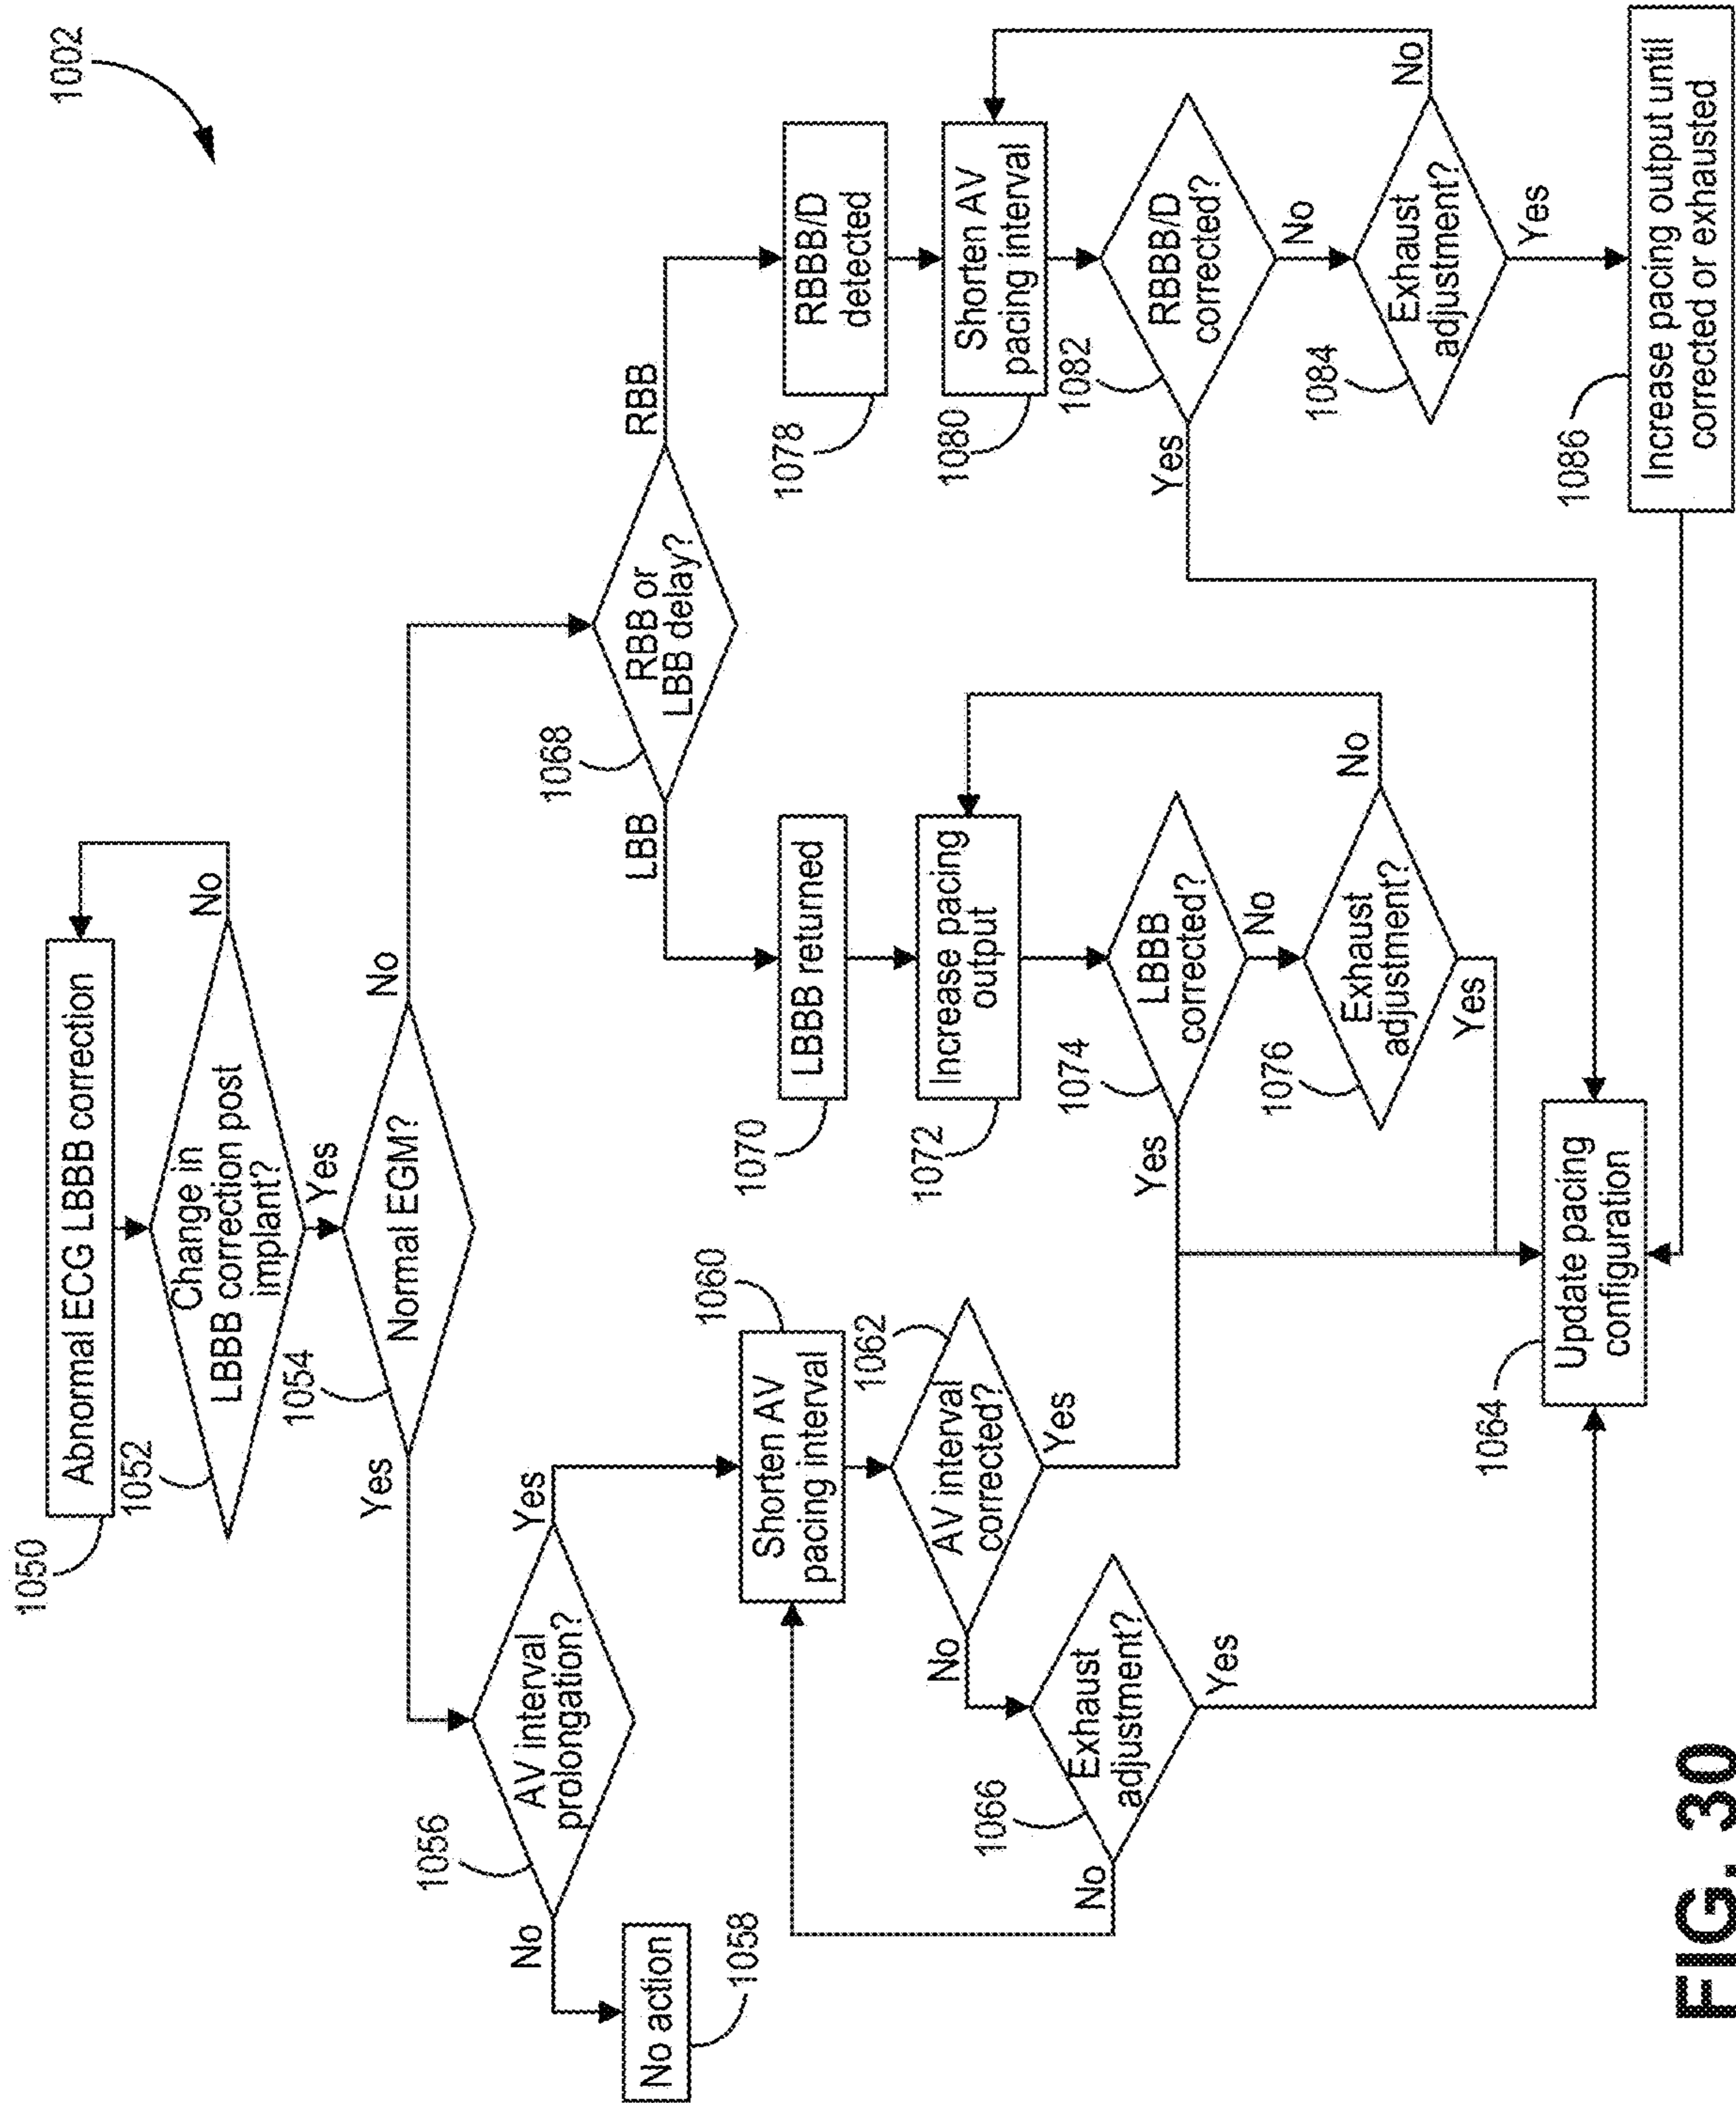 1002
1050
Abnormal ECG LBBB correction
1052
Change in
LBBB correction post
implant?
No
Yes
1054
Normal EGM?
Yes
No
1056
AV interval
prolongation?
No
Yes
No action
1058
Shorten AV
pacing interval
1060
AV interval
corrected?
1062
No
Yes
1066
Exhaust
adjustment?
No
Yes
1068
RBB or
LBB delay?
LBB
RBB
1070
LBBB returned
1072
Increase pacing
output
1074
LBBB
corrected?
Yes
No
1076
Exhaust
adjustment?
No
Yes
1078
RBBB/D
detected
1080
Shorten AV
pacing interval
1082
RBBB/D
corrected?
Yes
No
1084
Exhaust
adjustment?
No
Yes
1086
Increase pacing output until
corrected or exhausted
1064
Update pacing
configuration
FIG. 30